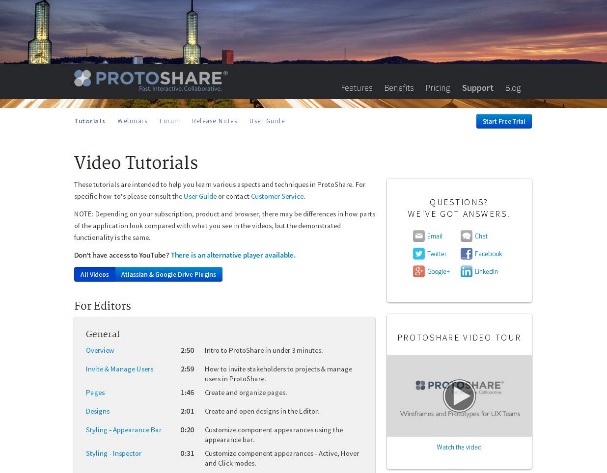 PROTOSHARE®
Fast. Interactive. Collaborative.
Features Benefits Pricing Support Blog
Tutorials Webinars Forum Release Notes User Guide
Start Free Trial
Video Tutorials
These tutorials are intended to help you learn various aspects and techniques in ProtoShare. For
specific how-to's please consult the User Guide or contact Customer Service.
NOTE: Depending on your subscription, product and browser, there may be differences in how parts
of the application look compared with what you see in the videos, but the demonstrated
functionality is the same.
Don't have access to YouTube? There is an alternative player available.
All Videos Atlassian & Google Drive Plugins
For Editors
General
Overview 2:50 Intro to ProtoShare in under 3 minutes.
Invite & Manage Users 2:59 How to invite stakeholders to projects & manage
users in ProtoShare.
Pages 1:46 Create and organize pages.
Designs 2:01 Create and open designs in the Editor.
Styling - Appearance Bar 0:20 Customize component appearances using the
appearance bar.
Styling - Inspector 0:31 Customize component appearances - Active, Hover
and Click modes.
QUESTIONS?
WE'VE GOT ANSWERS.
Email Chat
Twitter Facebook
Google+ LinkedIn
PROTOSHARE VIDEO TOUR
PROTOSHARE®
Fast. Interactive. Collaborative.
Wireframes and Prototypes for UX Teams
Watch the video